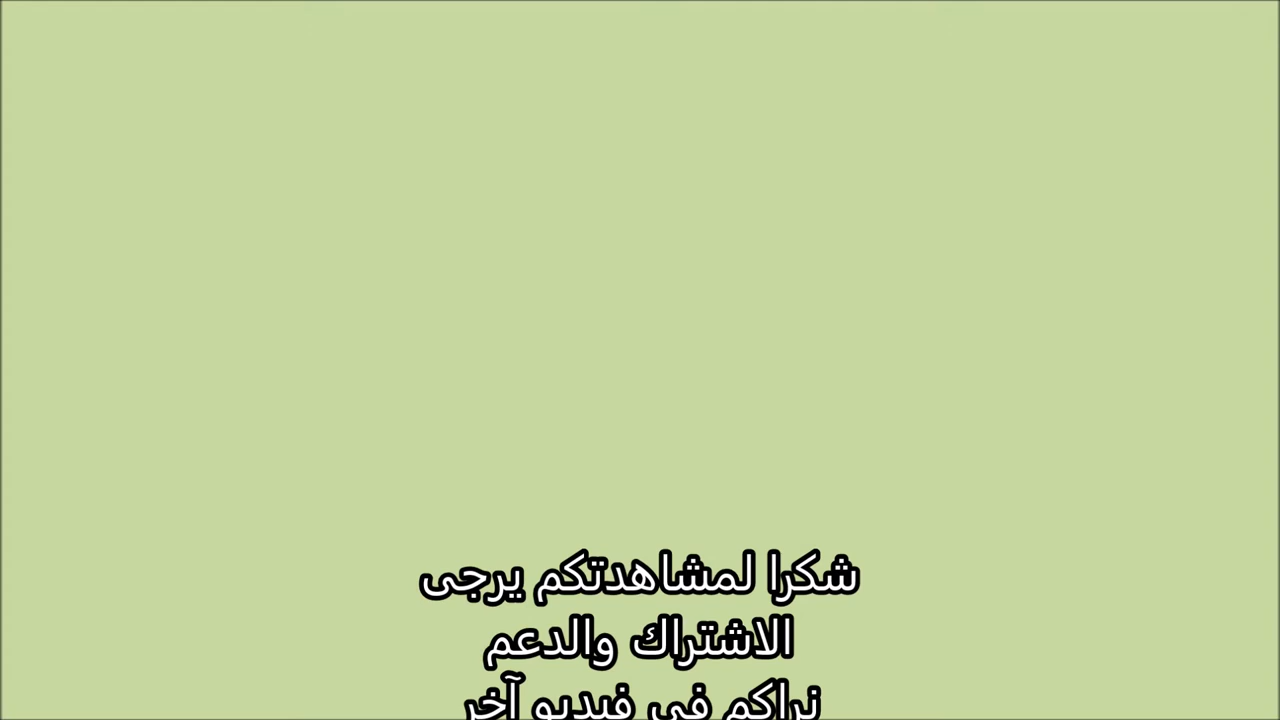 شكرا لمشاهدتكم يرجى
الاشتراك والدعم
نراكم في فيديو آخر